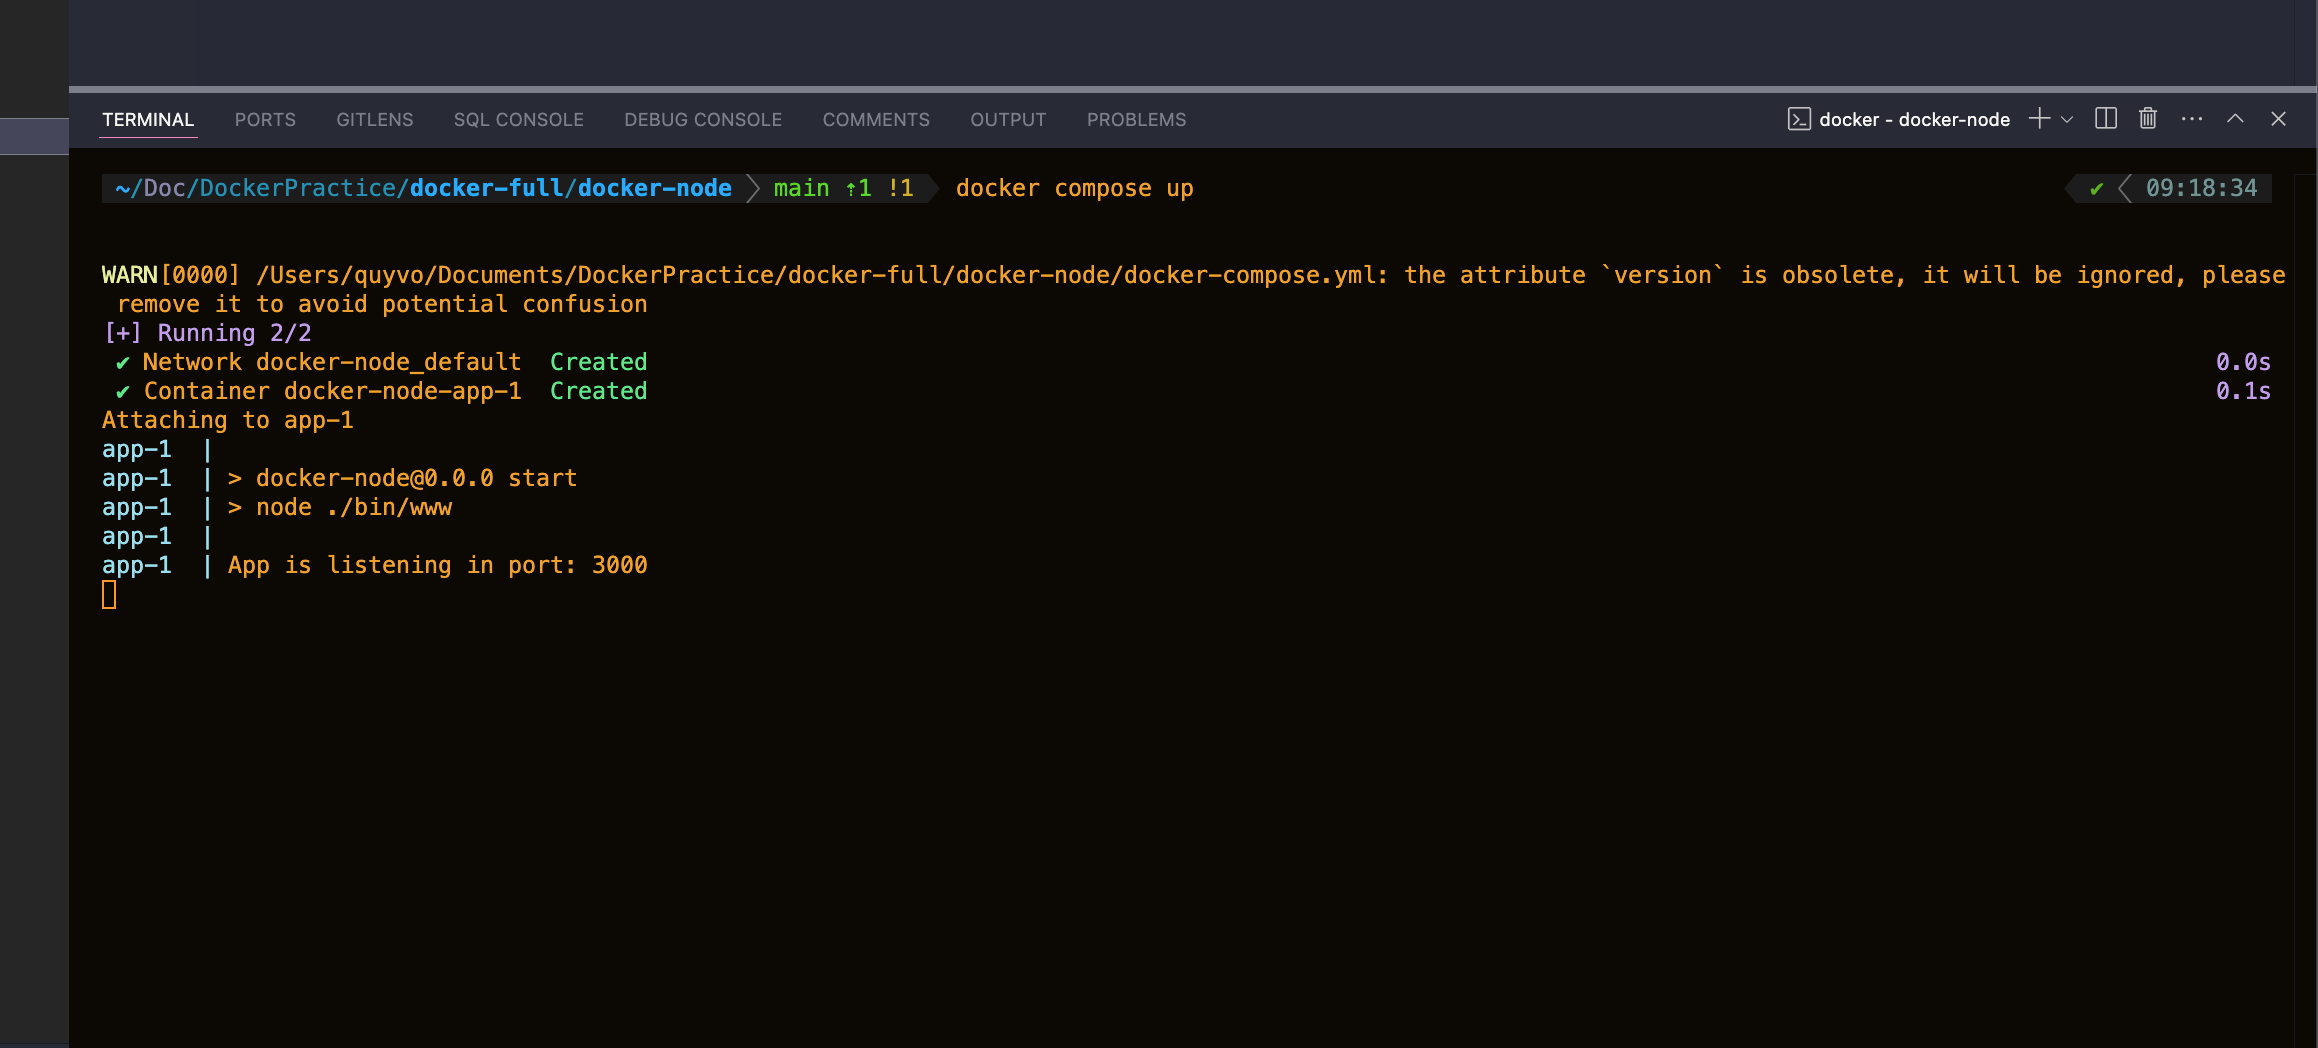 TERMINAL PORTS GITLENS SQL CONSOLE DEBUG CONSOLE COMMENTS OUTPUT PROBLEMS docker - docker-node
~/Doc/DockerPractice/docker-full/docker-node main ⇡1 !1 docker compose up ✔ 09:18:34
WARN[0000] /Users/quyvo/Documents/DockerPractice/docker-full/docker-node/docker-compose.yml: the attribute `version` is obsolete, it will be ignored, please
remove it to avoid potential confusion
[+] Running 2/2
✔ Network docker-node_default Created 0.0s
✔ Container docker-node-app-1 Created 0.1s
Attaching to app-1
app-1 |
app-1 | > docker-node@0.0.0 start
app-1 | > node ./bin/www
app-1 |
app-1 | App is listening in port: 3000